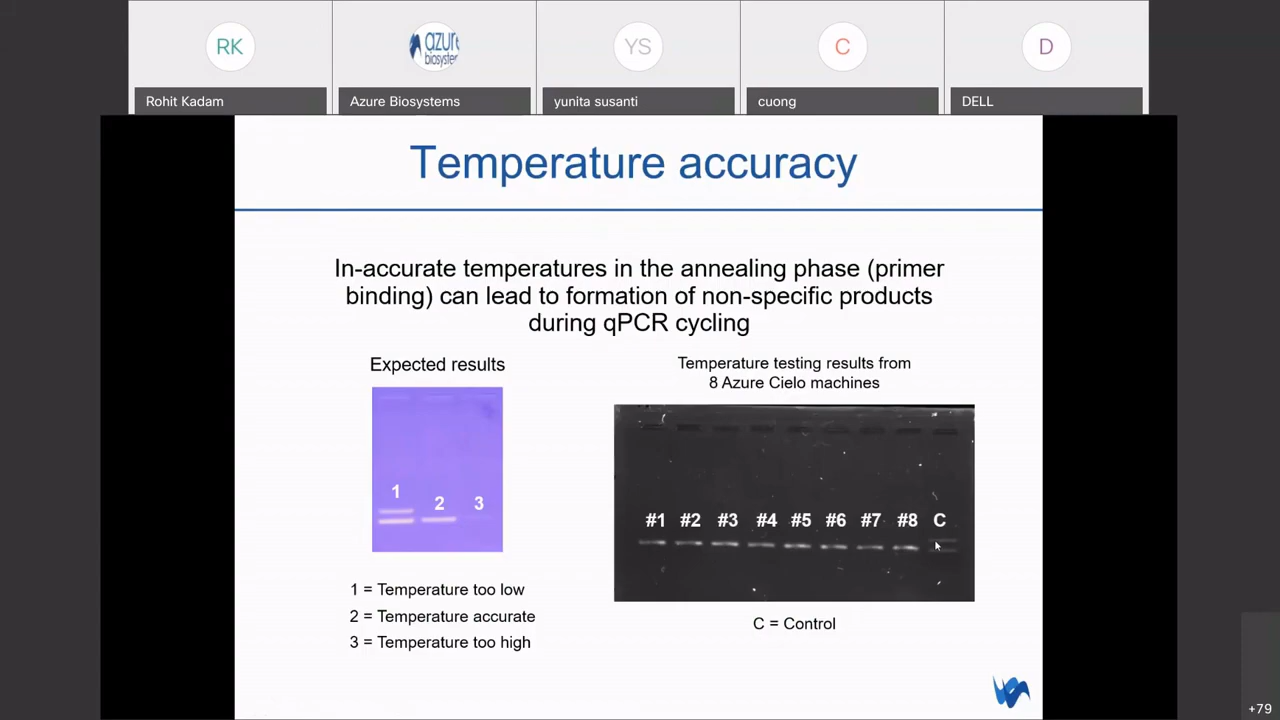 RK
azure
biosystems
YS
C
D
Rohit Kadam
Azure Biosystems
yunita susanti
cuong
DELL
Temperature accuracy
In-accurate temperatures in the annealing phase (primer
binding) can lead to formation of non-specific products
during qPCR cycling
Expected results
1
2
3
1 = Temperature too low
2 = Temperature accurate
3 = Temperature too high
Temperature testing results from
8 Azure Cielo machines
#1 #2 #3 #4 #5 #6 #7 #8 C
C = Control
+79